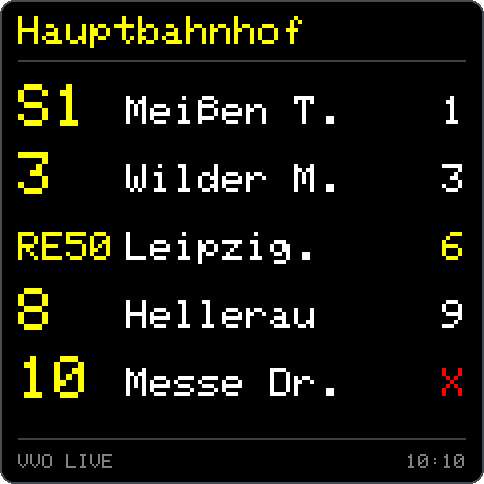 Hauptbahnhof
S1 Meißen T. 1
3 Wilder M. 3
RE50 Leipzig. 6
8 Hellerau 9
10 Messe Dr. X
VVO LIVE 10:10